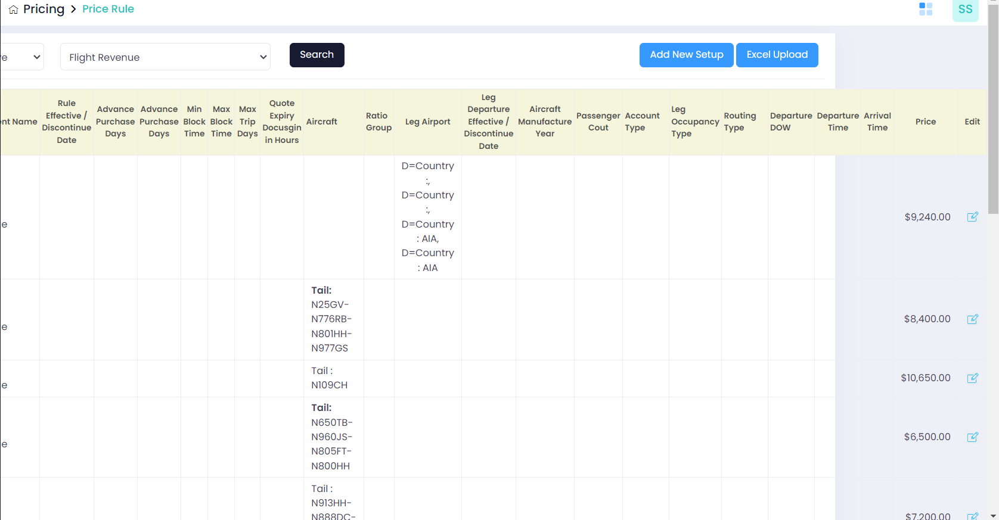 Pricing > Price Rule
SS
e
Flight Revenue
Search
Add New Setup
Excel Upload
nt Name
Rule
Effective /
Discontinue
Date
Advance
Purchase
Days
Advance
Purchase
Days
Min
Block
Time
Max
Block
Time
Max
Trip
Days
Quote
Expiry
Docusgin
in Hours
Aircraft
Ratio
Group
Leg Airport
Leg
Departure
Effective /
Discontinue
Date
Aircraft
Manufacture
Year
Passenger
Cout
Account
Type
Leg
Occupancy
Type
Routing
Type
Departure
DOW
Departure
Time
Arrival
Time
Price
Edit
e
D=Country
:,
D=Country
:,
D=Country
: AIA,
D=Country
: AIA
$9,240.00
e
Tail:
N25GV-
N776RB-
N801HH-
N977GS
$8,400.00
e
Tail :
N109CH
$10,650.00
e
Tail:
N650TB-
N960JS-
N805FT-
N800HH
$6,500.00
Tail :
N913HH-
N888DC-
$7,200.00